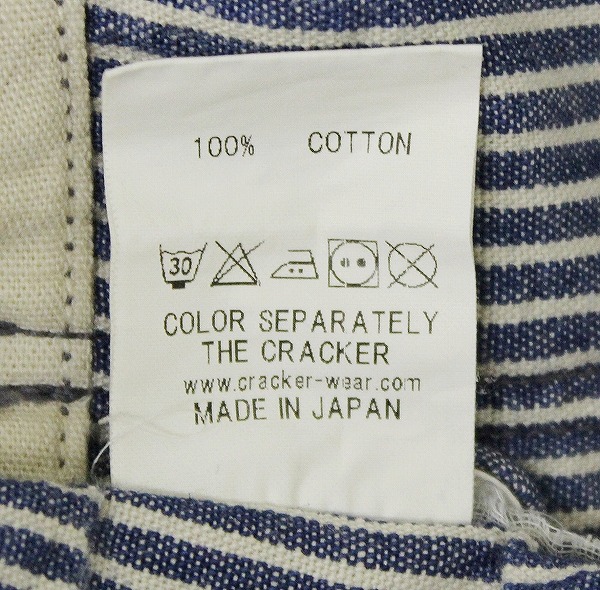 100% COTTON
30
COLOR SEPARATELY
THE CRACKER
www.cracker-wear.com
MADE IN JAPAN